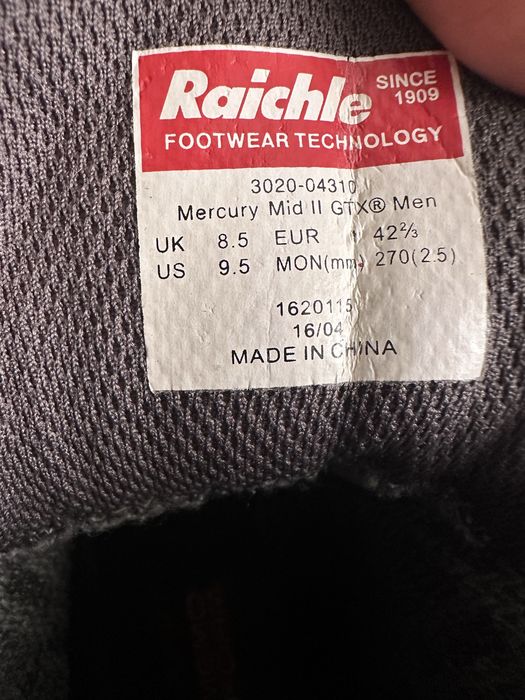 Raichle SINCE 1909
FOOTWEAR TECHNOLOGY
3020-04310
Mercury Mid II GTX® Men
UK 8.5 EUR 42⅔
US 9.5 MON(mm) 270(2.5)
1620115
16/04
MADE IN CHINA